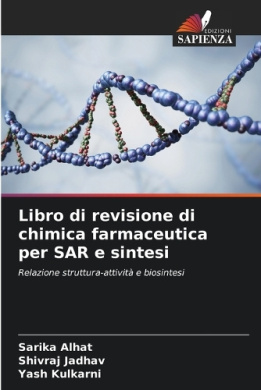 EDIZIONI
SAPIENZA
Libro di revisione di
chimica farmaceutica
per SAR e sintesi
Relazione struttura-attività e biosintesi
Sarika Alhat
Shivraj Jadhav
Yash Kulkarni